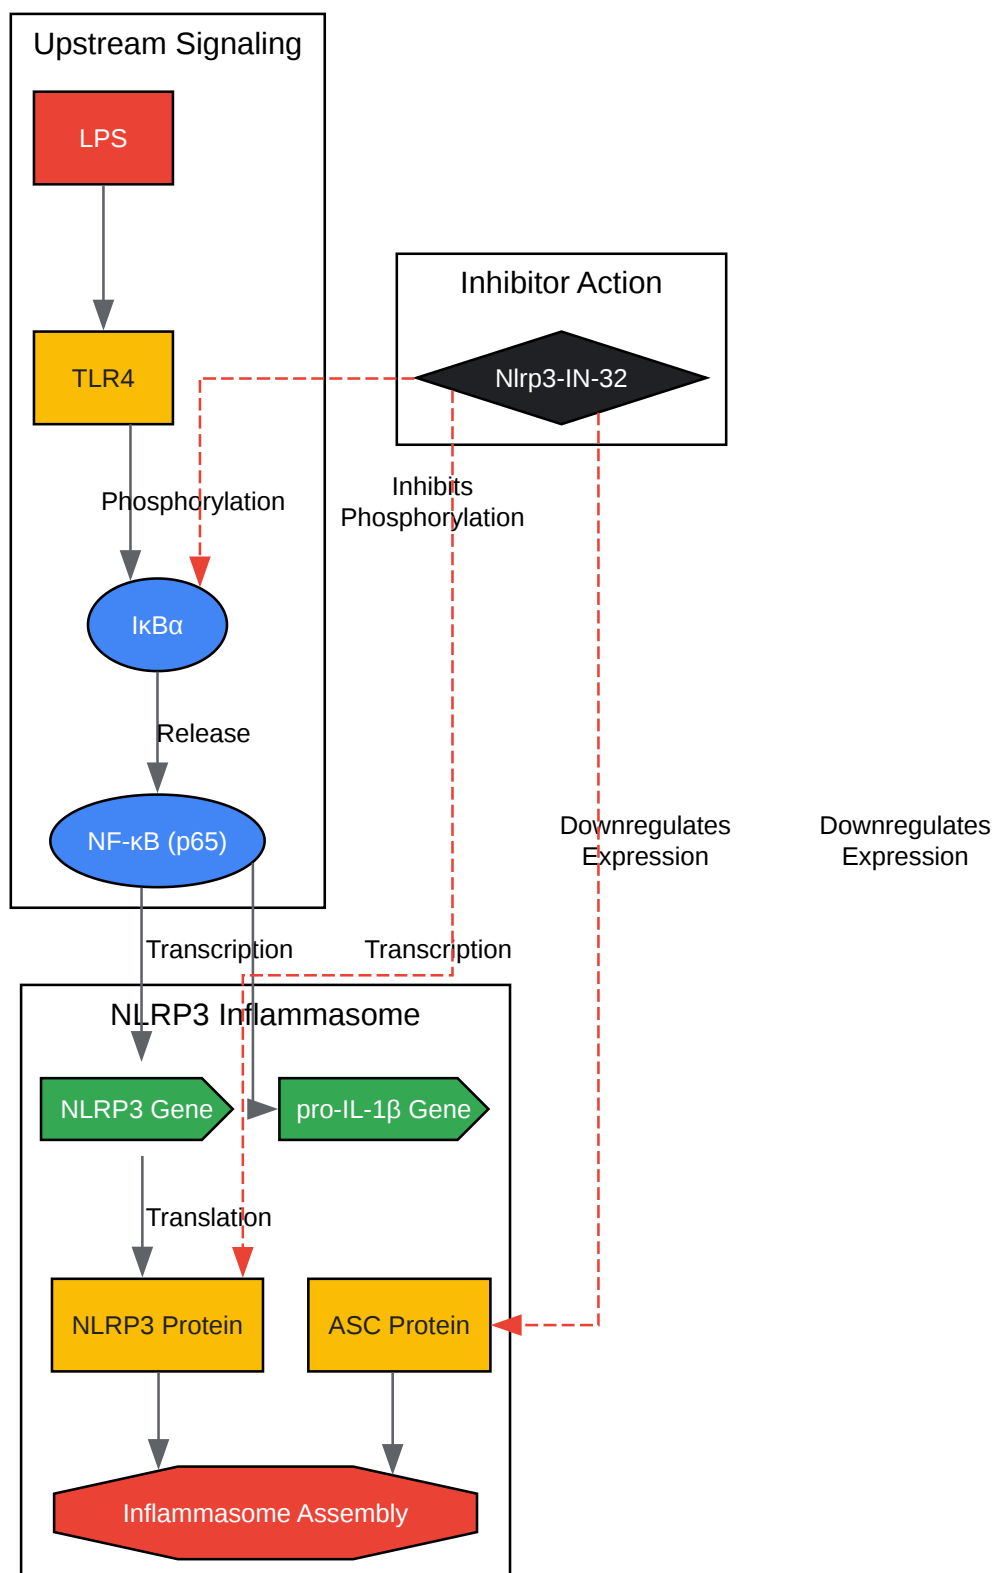 Upstream Signaling
LPS
Inhibitor Action
TLR4
Nlrp3-IN-32
Phosphorylation
Inhibits
Phosphorylation
IκBα
Release
NF-κB (p65)
Downregulates
Expression
Downregulates
Expression
Transcription
Transcription
NLRP3 Inflammasome
NLRP3 Gene
pro-IL-1β Gene
Translation
NLRP3 Protein
ASC Protein
Inflammasome Assembly